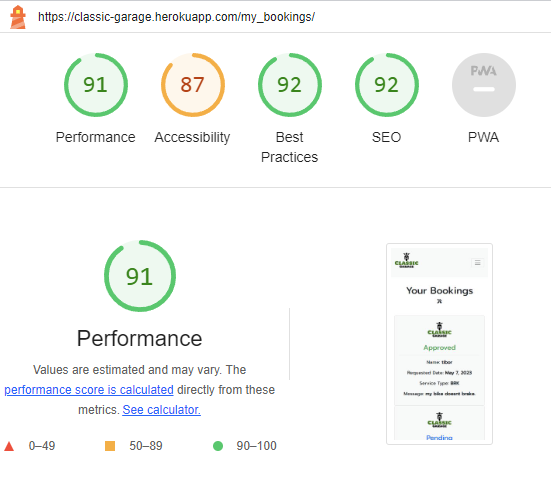 https://classic-garage.herokuapp.com/my_bookings/
91
87
92
92
PWA
Performance
Accessibility
Best
Practices
SEO
PWA
91
Performance
Values are estimated and may vary. The
performance score is calculated directly from these
metrics. See calculator.
0–49
50–89
90–100
CLASSIC
GARAGE
Your Bookings
CLASSIC
GARAGE
Approved
Name: tibor
Requested Date: May 7, 2023
Service Type: BRK
Message: my bike doesnt brake.
CLASSIC
GARAGE
Pending